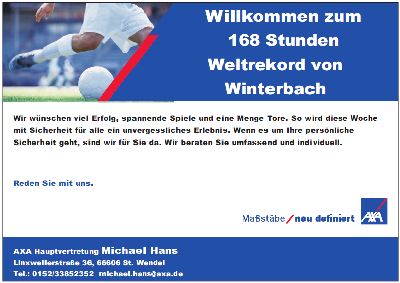 Willkommen zum
168 Stunden
Weltrekord von
Winterbach
Wir wünschen viel Erfolg, spannende Spiele und eine Menge Tore. So wird diese Woche
mit Sicherheit für alle ein unvergessliches Erlebnis. Wenn es um Ihre persönliche
Sicherheit geht, sind wir für Sie da. Wir beraten Sie umfassend und individuell.
Reden Sie mit uns.
Maßstäbe / neu definiert
AXA
AXA Hauptvertretung Michael Hans
Linxweilerstraße 36, 66606 St. Wendel
Tel.: 0152/33852352 michael.hans@axa.de